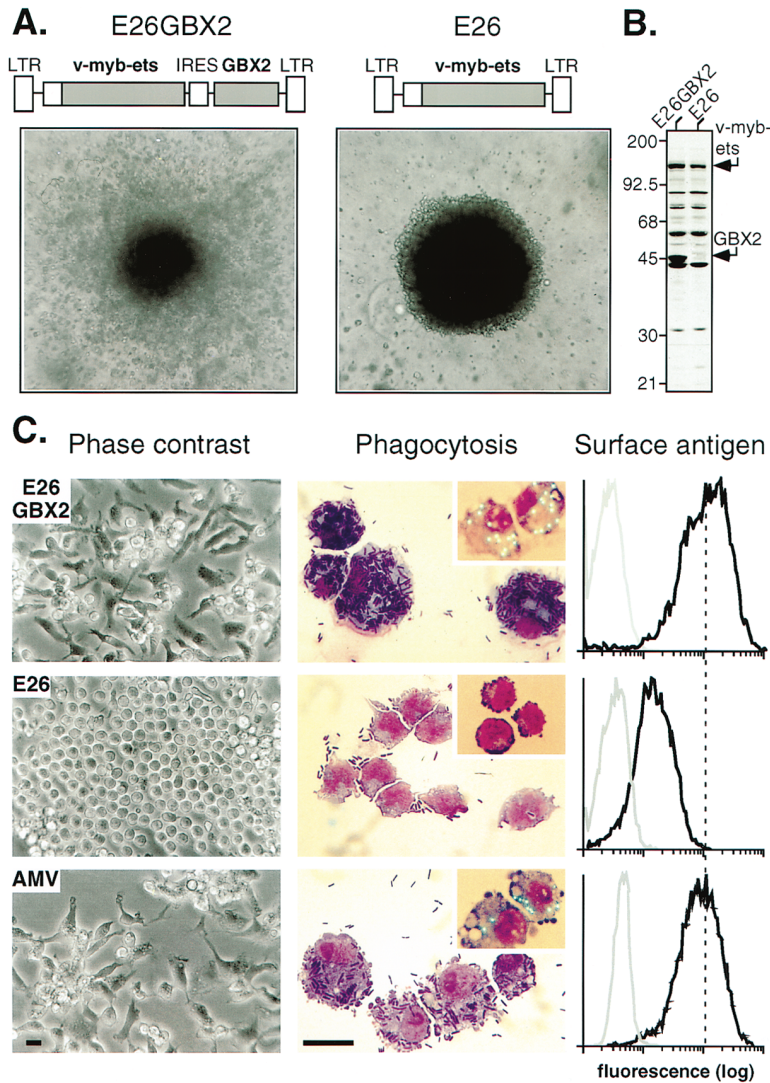 A.
E26GBX2
E26
B.
LTR v-myb-ets IRES GBX2 LTR
LTR v-myb-ets LTR
E26GBX2
E26
v-myb-
ets
200
92.5
68
GBX2
45
30
21
C.
Phase contrast
Phagocytosis
Surface antigen
E26
GBX2
E26
AMV
fluorescence (log)